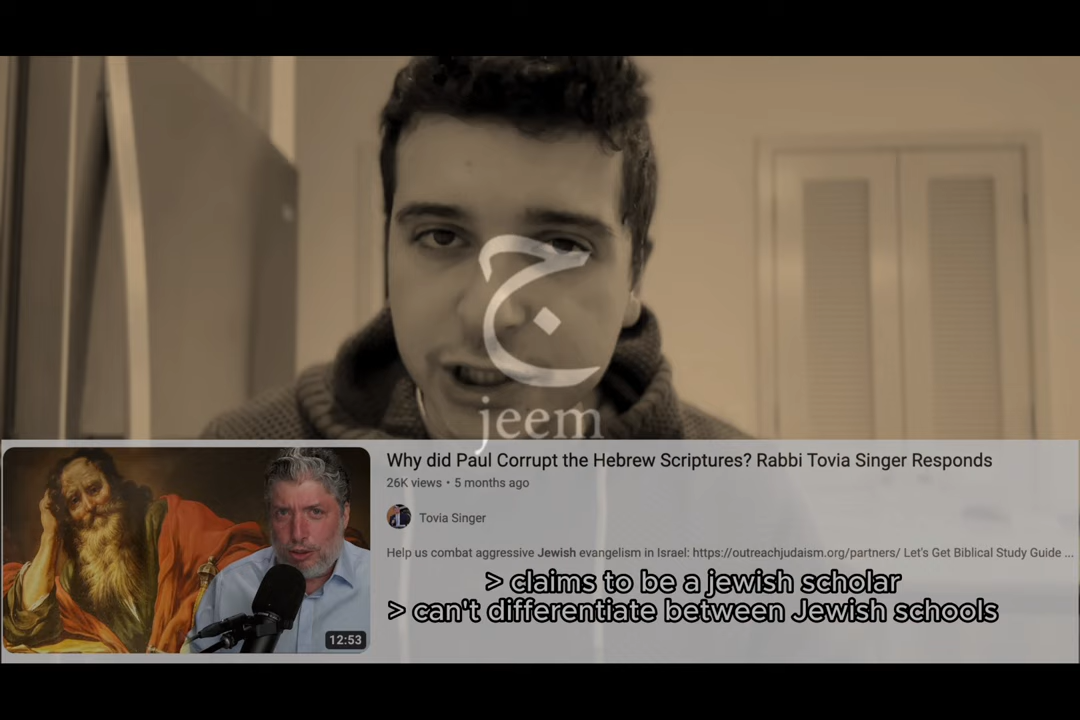 ج
jeem
Why did Paul Corrupt the Hebrew Scriptures? Rabbi Tovia Singer Responds
26K views • 5 months ago
Tovia Singer
Help us combat aggressive Jewish evangelism in Israel: https://outreachjudaism.org/partners/ Let's Get Biblical Study Guide ...
> claims to be a jewish scholar
> can't differentiate between Jewish schools
12:53